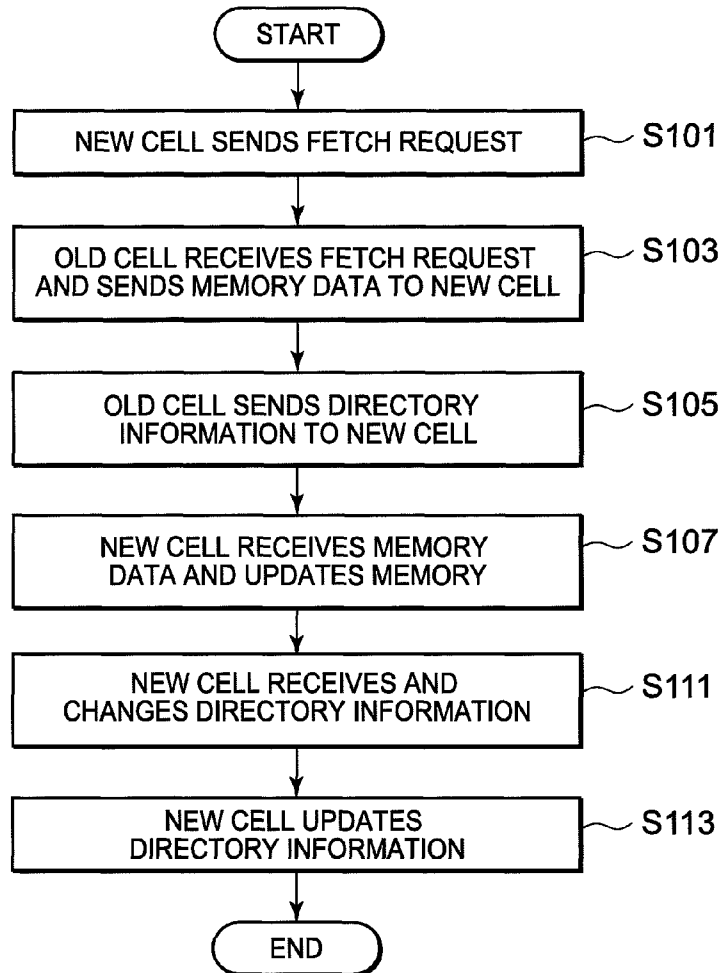 START
NEW CELL SENDS FETCH REQUEST
S101
OLD CELL RECEIVES FETCH REQUEST
AND SENDS MEMORY DATA TO NEW CELL
S103
OLD CELL SENDS DIRECTORY
INFORMATION TO NEW CELL
S105
NEW CELL RECEIVES MEMORY
DATA AND UPDATES MEMORY
S107
NEW CELL RECEIVES AND
CHANGES DIRECTORY INFORMATION
S111
NEW CELL UPDATES
DIRECTORY INFORMATION
S113
END